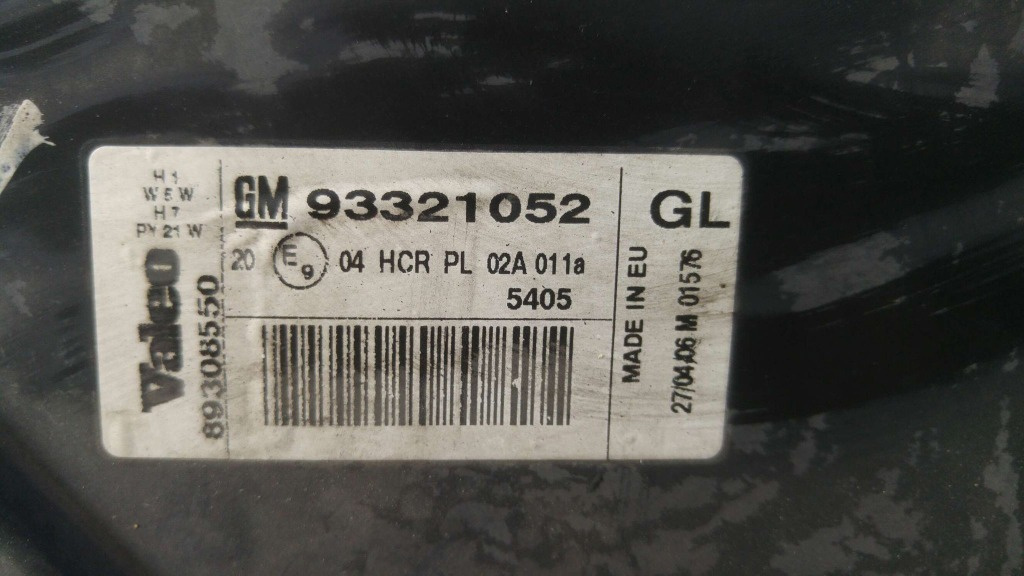 H1
W5W
H7
PY21W
Valeo
89308550
GM 93321052
20 E9 04 HCR PL 02A 011a
5405
GL
MADE IN EU
27/04/06 M 01576